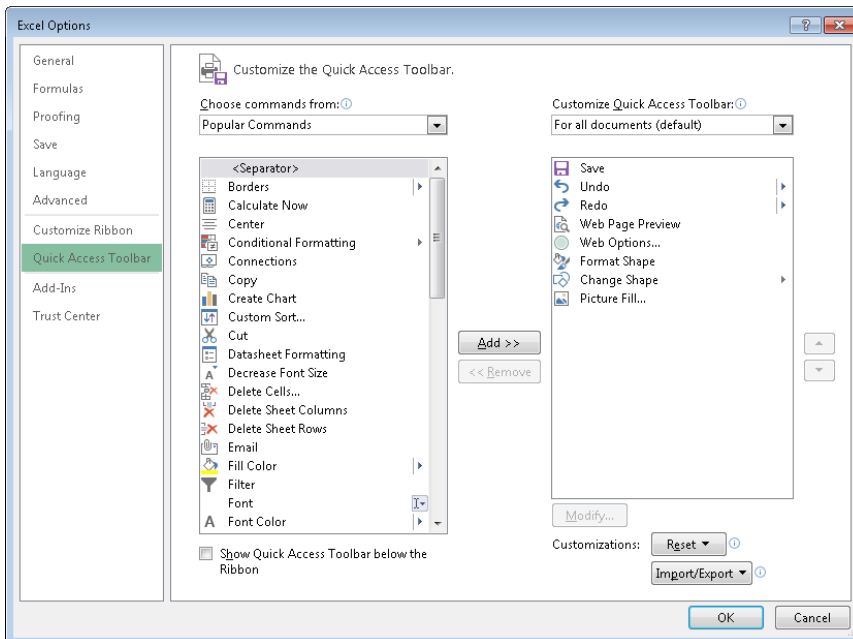 Excel Options
General
Formulas
Proofing
Save
Language
Advanced
Customize Ribbon
Quick Access Toolbar
Add-Ins
Trust Center
Customize the Quick Access Toolbar.
Choose commands from:
Popular Commands
<Separator>
Borders
Calculate Now
Center
Conditional Formatting
Connections
Copy
Create Chart
Custom Sort...
Cut
Datasheet Formatting
Decrease Font Size
Delete Cells...
Delete Sheet Columns
Delete Sheet Rows
Email
Fill Color
Filter
Font
Font Color
Show Quick Access Toolbar below the
Ribbon
Add >>
<< Remove
Customize Quick Access Toolbar:
For all documents (default)
Save
Undo
Redo
Web Page Preview
Web Options...
Format Shape
Change Shape
Picture Fill...
Modify...
Customizations:
Reset
Import/Export
OK
Cancel